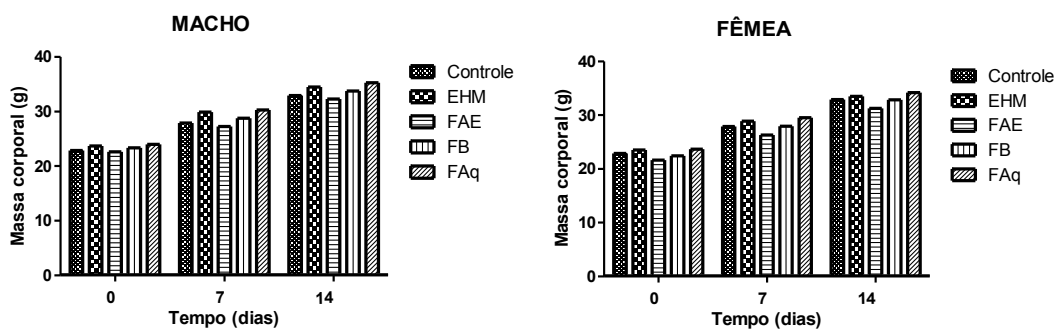 MACHO
Massa corporal (g)
40
30
20
10
0
0 7 14
Tempo (dias)
Controle
EHM
FAE
FB
FAq
FÊMEA
Massa corporal (g)
40
30
20
10
0
0 7 14
Tempo (dias)
Controle
EHM
FAE
FB
FAq